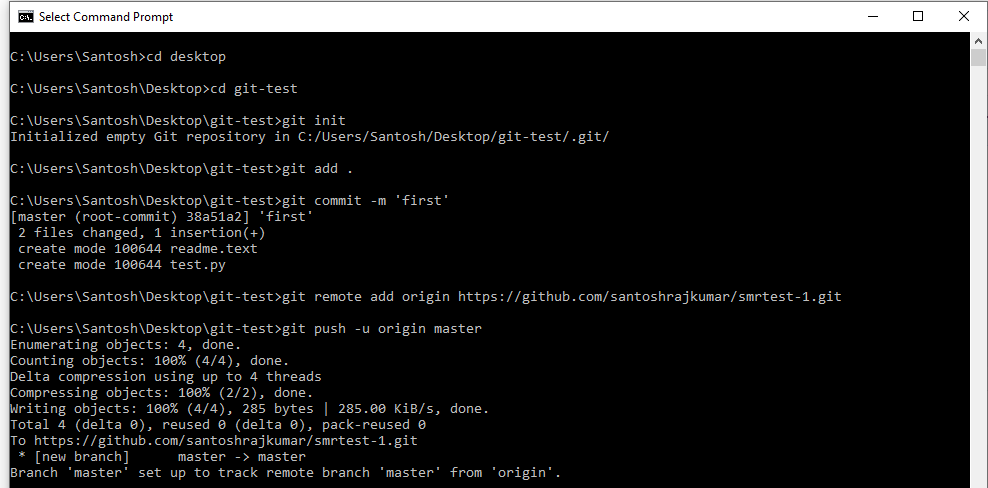 Select Command Prompt
C:\Users\Santosh>cd desktop
C:\Users\Santosh\Desktop>cd git-test
C:\Users\Santosh\Desktop\git-test>git init
Initialized empty Git repository in C:/Users/Santosh/Desktop/git-test/.git/
C:\Users\Santosh\Desktop\git-test>git add .
C:\Users\Santosh\Desktop\git-test>git commit -m 'first'
[master (root-commit) 38a51a2] 'first'
 2 files changed, 1 insertion(+)
 create mode 100644 readme.text
 create mode 100644 test.py
C:\Users\Santosh\Desktop\git-test>git remote add origin https://github.com/santoshrajkumar/smrtest-1.git
C:\Users\Santosh\Desktop\git-test>git push -u origin master
Enumerating objects: 4, done.
Counting objects: 100% (4/4), done.
Delta compression using up to 4 threads
Compressing objects: 100% (2/2), done.
Writing objects: 100% (4/4), 285 bytes | 285.00 KiB/s, done.
Total 4 (delta 0), reused 0 (delta 0), pack-reused 0
To https://github.com/santoshrajkumar/smrtest-1.git
 * [new branch]      master -> master
Branch 'master' set up to track remote branch 'master' from 'origin'.